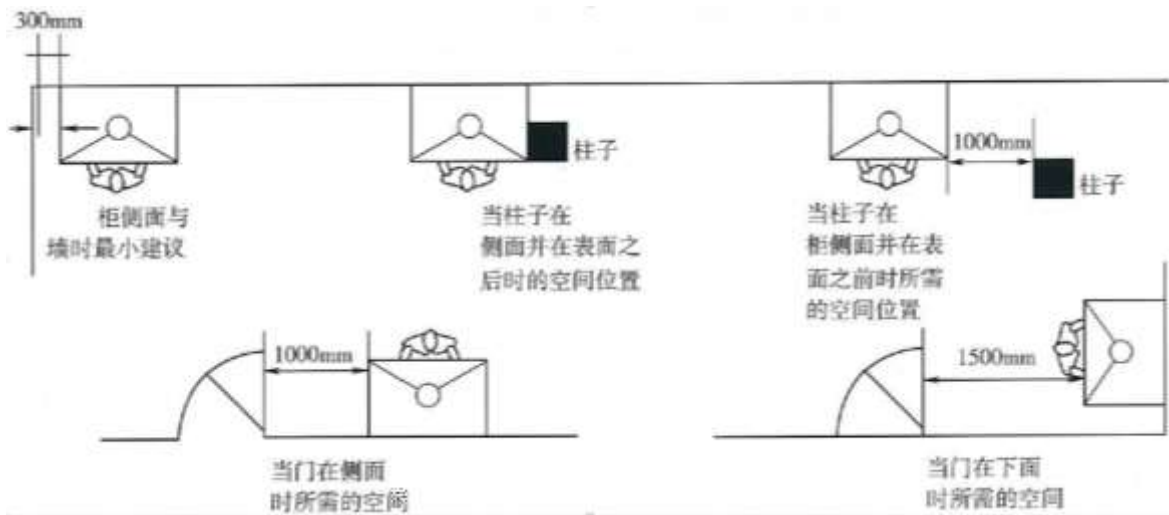 300mm
柜侧面与
墙时最小建议
柱子
当柱子在
侧面并在表面之
后时的空间位置
1000mm
柱子
当柱子在
柜侧面并在表
面之前时所需
的空间位置
1000mm
当门在侧面
时所需的空间
1500mm
当门在下面
时所需的空间